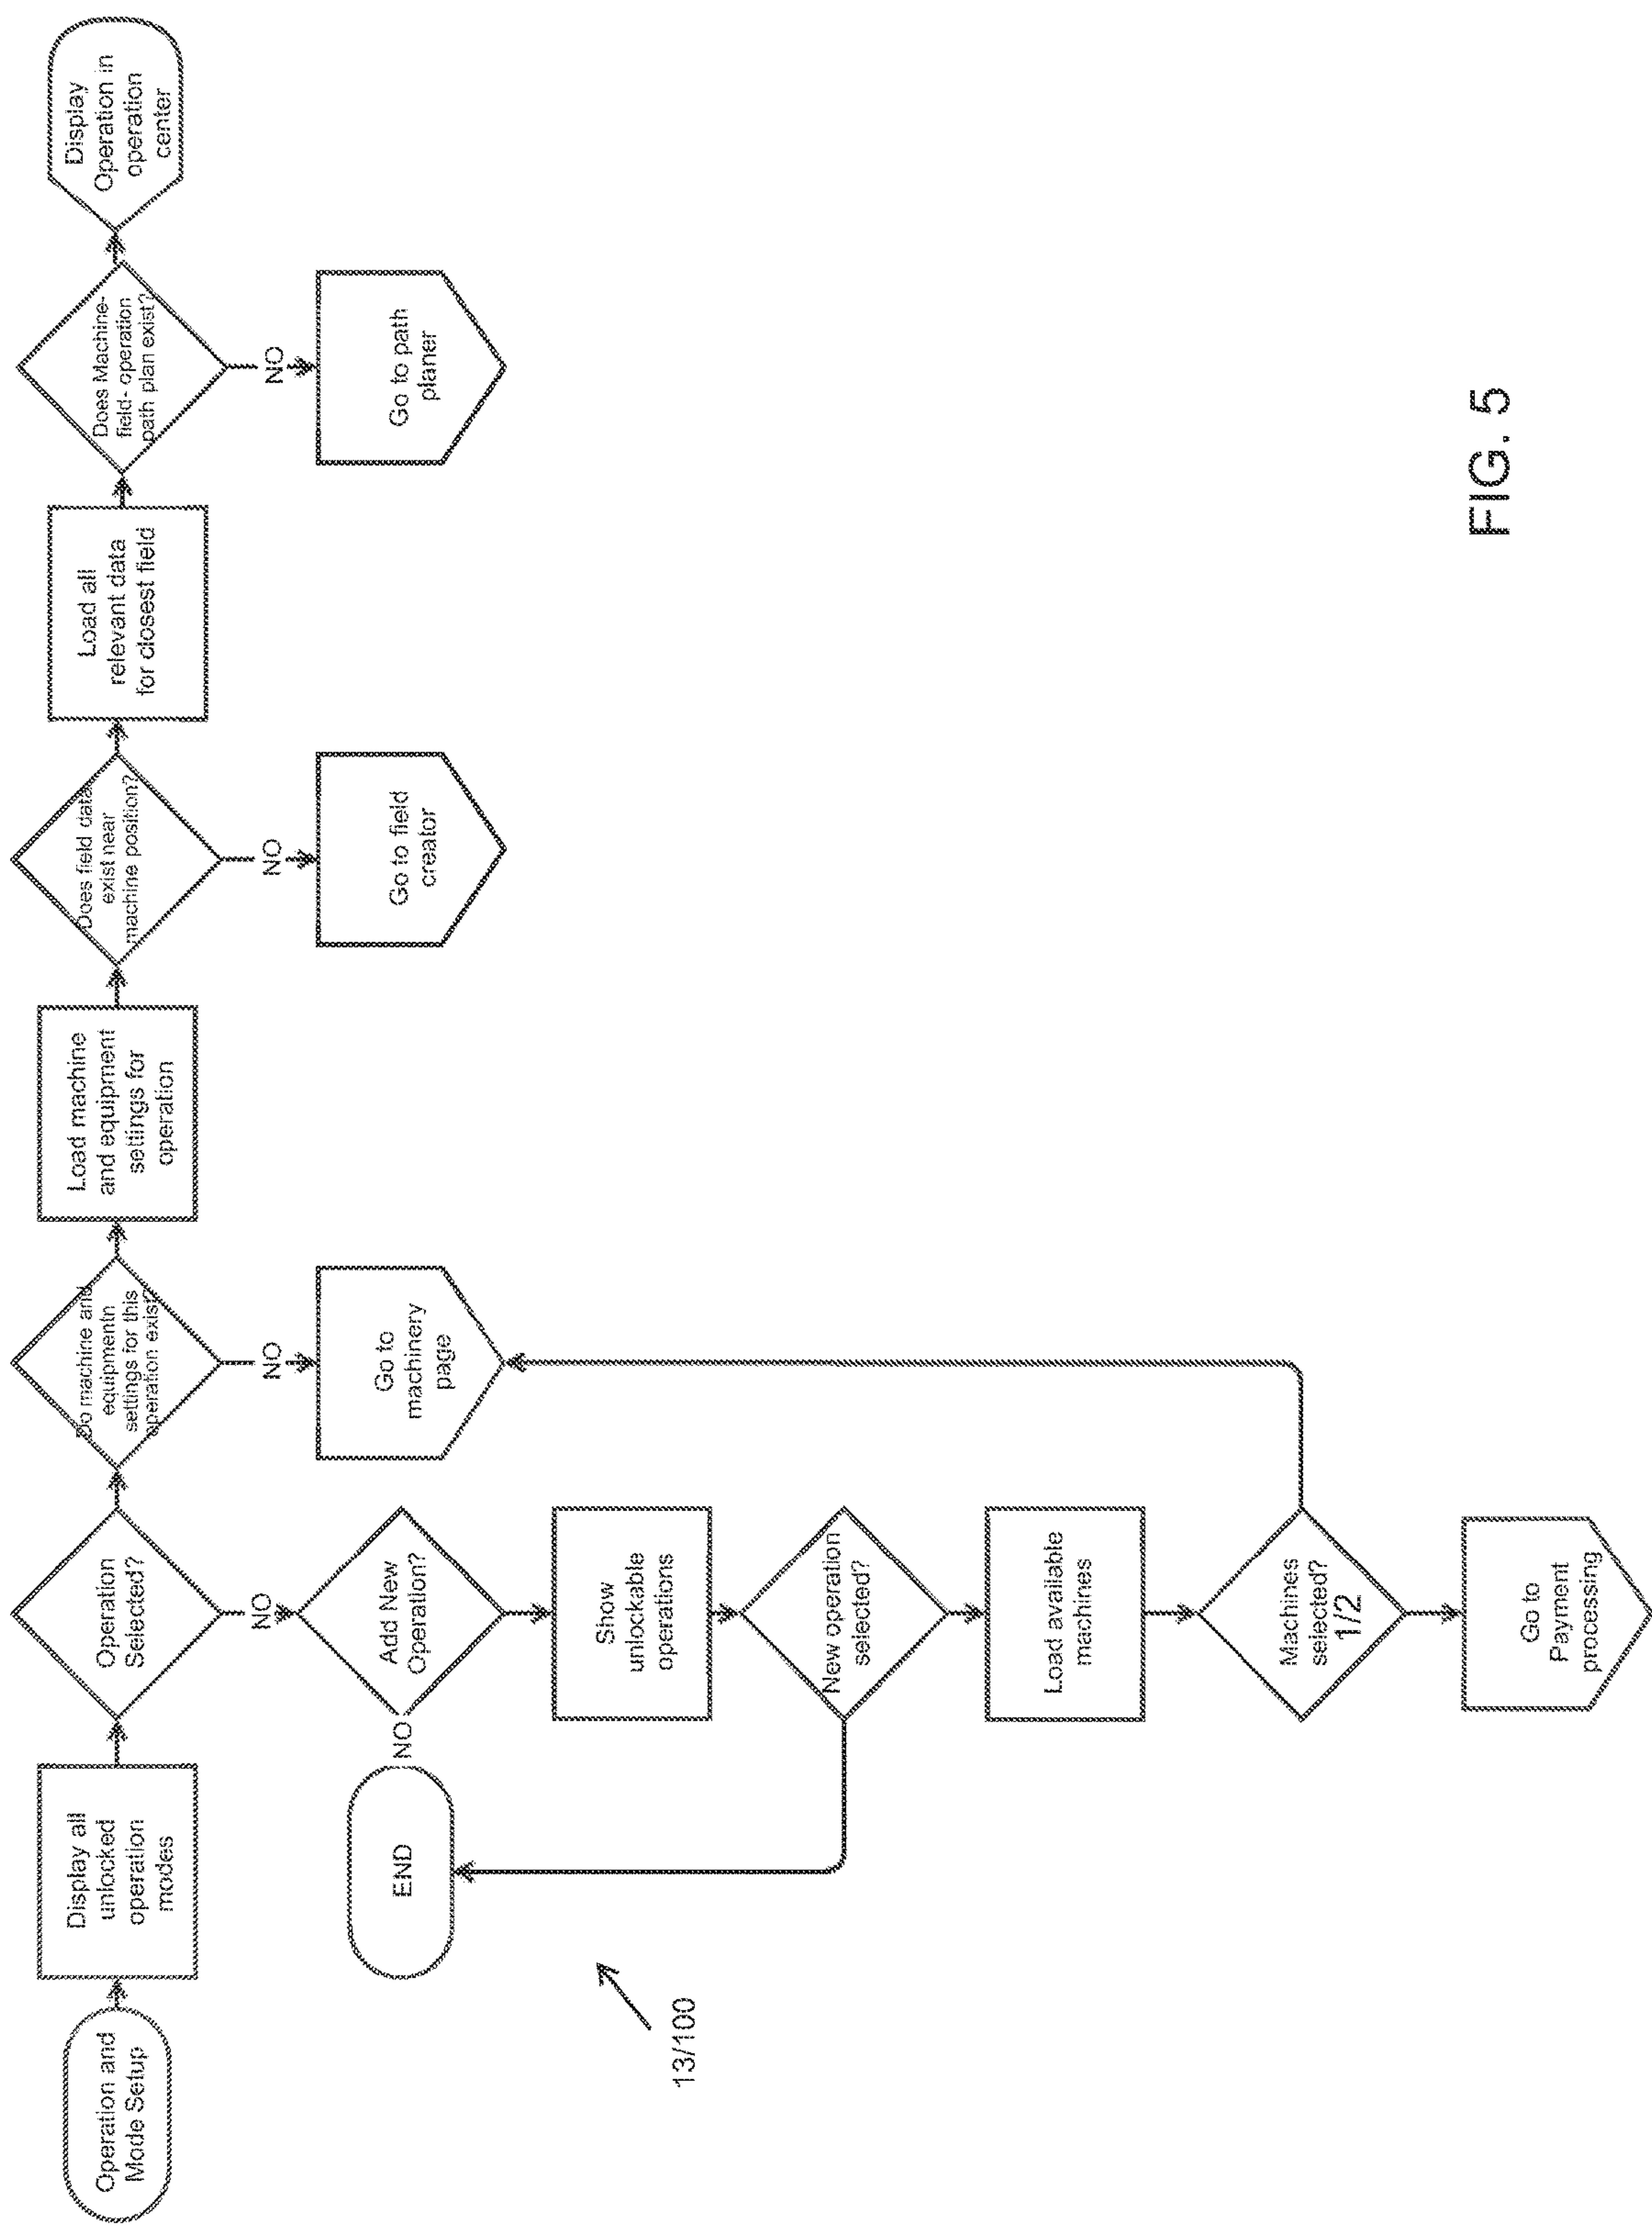 Operation and
Mode Setup
Display all
unlocked
operation
modes
Operation
Selected?
Do machine and
equipmentn
settings for this
operation exist?
Load machine
and equipment
settings for
operation
Does field data
exist near
machine position?
Load all
relevant data
for closest field
Does Machine-
field- operation
path plan exist?
Display
Operation in
operation
center
NO
NO
NO
NO
END
NO
Add New
Operation?
Go to
machinery
page
Go to field
creator
Go to path
planer
Show
unlockable
operations
New operation
selected?
Load available
machines
Machines
selected?
1/2
Go to
Payment
processing
13/100
FIG. 5